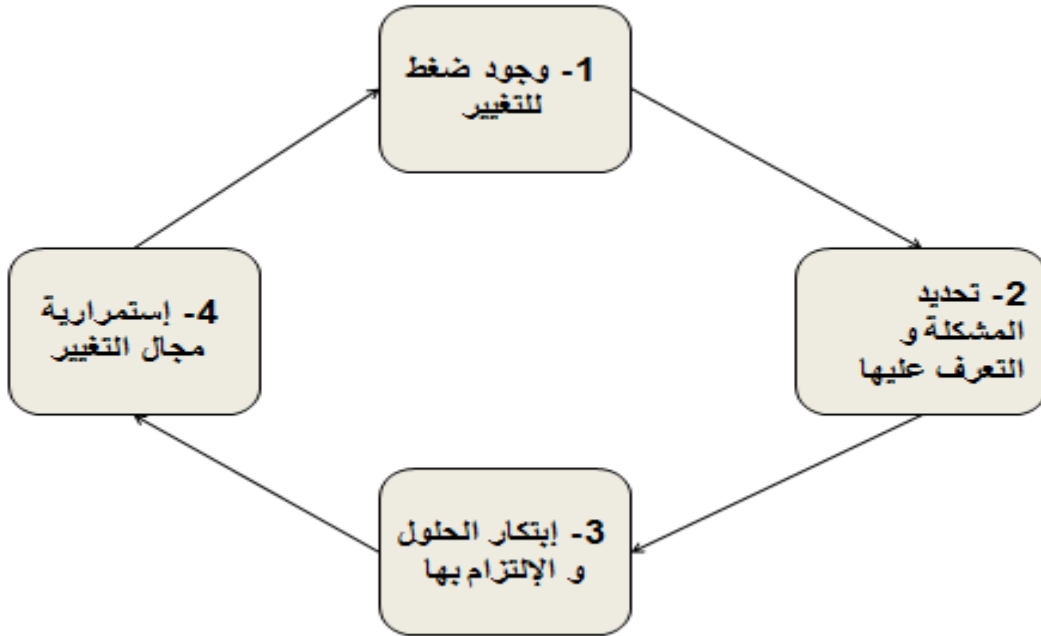 1- وجود ضغط
للتغيير
2- تحديد
المشكلة و
التعرف عليها
3- إبتكار الحلول
و الإلتزام بها
4- إستمرارية
مجال التغيير